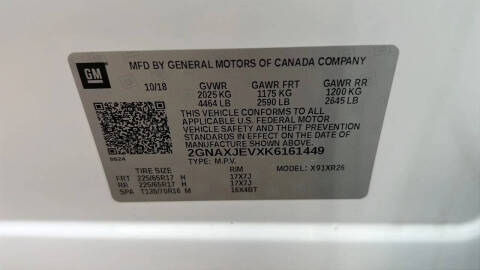 GM
MFD BY GENERAL MOTORS OF CANADA COMPANY
10/18 GVWR GAWR FRT GAWR RR
2025 KG 1175 KG 1200 KG
4464 LB 2590 LB 2645 LB
THIS VEHICLE CONFORMS TO ALL
APPLICABLE U.S. FEDERAL MOTOR
VEHICLE SAFETY AND THEFT PREVENTION
STANDARDS IN EFFECT ON THE DATE OF
MANUFACTURE SHOWN ABOVE.
2GNAXJEVXK6161449
TYPE: M.P.V. X91XR26
6624
TIRE SIZE RIM
FRT 225/65R17 H 17X7J
RR 225/65R17 H 17X7J
SPA T135/70R16 M 16X4BT